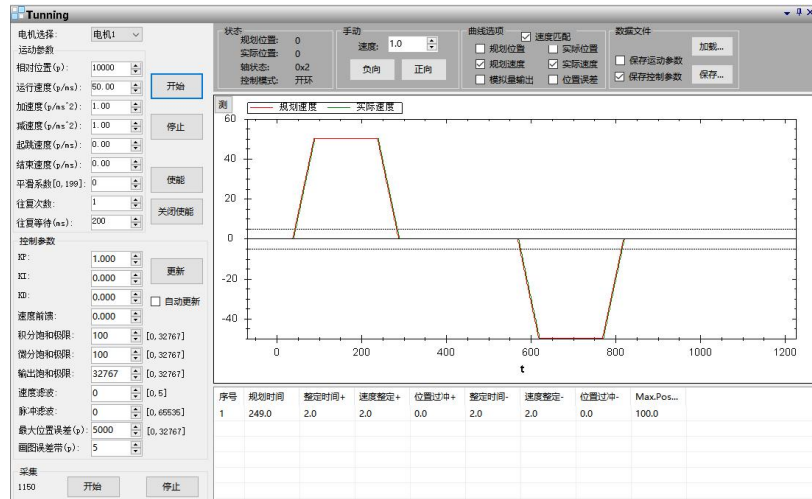 Tunning
电机选择: 电机1
运动参数
相对位置(p): 10000
运行速度(p/ms): 50.00 开始
加速度(p/ms^2): 1.00
减速度(p/ms^2): 1.00 停止
起跳速度(p/ms): 0.00
结束速度(p/ms): 0.00
平滑系数[0,199]: 0 使能
往复次数: 1
往复等待(ms): 200 关闭使能
控制参数
KP: 1.000
KI: 0.000 更新
KD: 0.000 自动更新
速度前馈: 0.000
积分饱和极限: 100 [0,32767]
微分饱和极限: 100 [0,32767]
输出饱和极限: 32767 [0,32767]
速度滤波: 0 [0,5]
脉冲滤波: 0 [0,65535]
最大位置误差(p): 5000 [0,32767]
画图误差带(p): 5
采集
1150 开始 停止
状态
规划位置: 0
实际位置: 0
轴状态: 0x2
控制模式: 开环
手动
速度: 1.0
负向 正向
曲线选项 速度匹配
规划位置 实际位置
规划速度 实际速度
模拟量输出 位置误差
数据文件
加载...
保存运动参数
保存控制参数 保存...
测 规划速度 实际速度
60
40
20
0
-20
-40
0 200 400 600 800 1000 1200
t
序号 规划时间 整定时间+ 速度整定+ 位置过冲+ 整定时间- 速度整定- 位置过冲- Max.Pos...
1 249.0 2.0 2.0 0.0 2.0 2.0 0.0 100.0